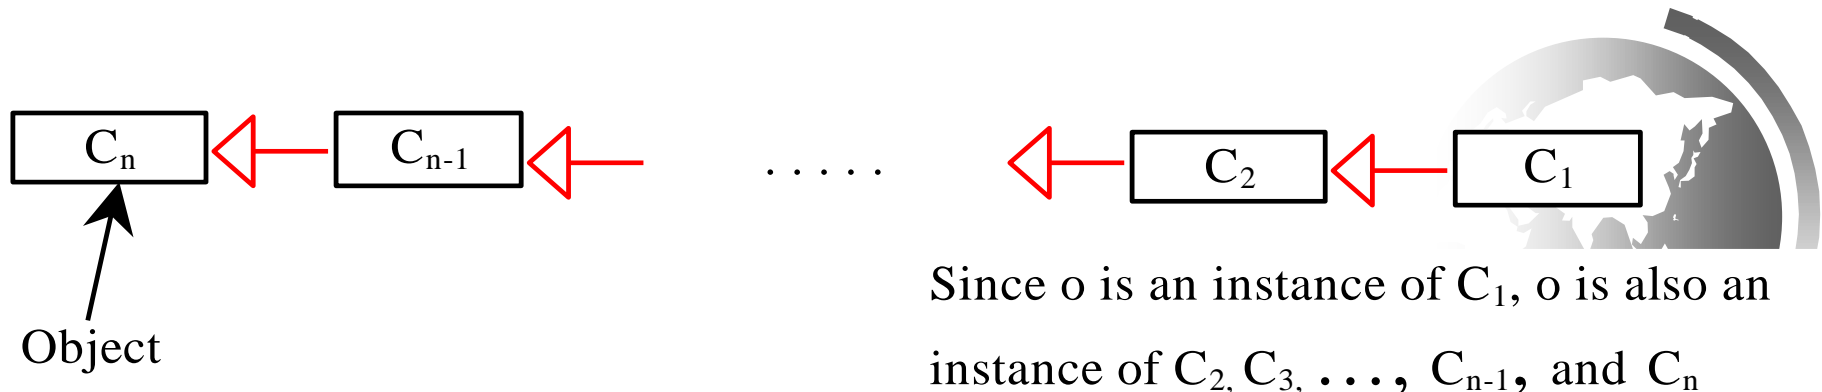 Cₙ Cₙ₋₁ . . . . . C₂ C₁
Object
Since o is an instance of C₁, o is also an
instance of C₂, C₃, ..., Cₙ₋₁, and Cₙ